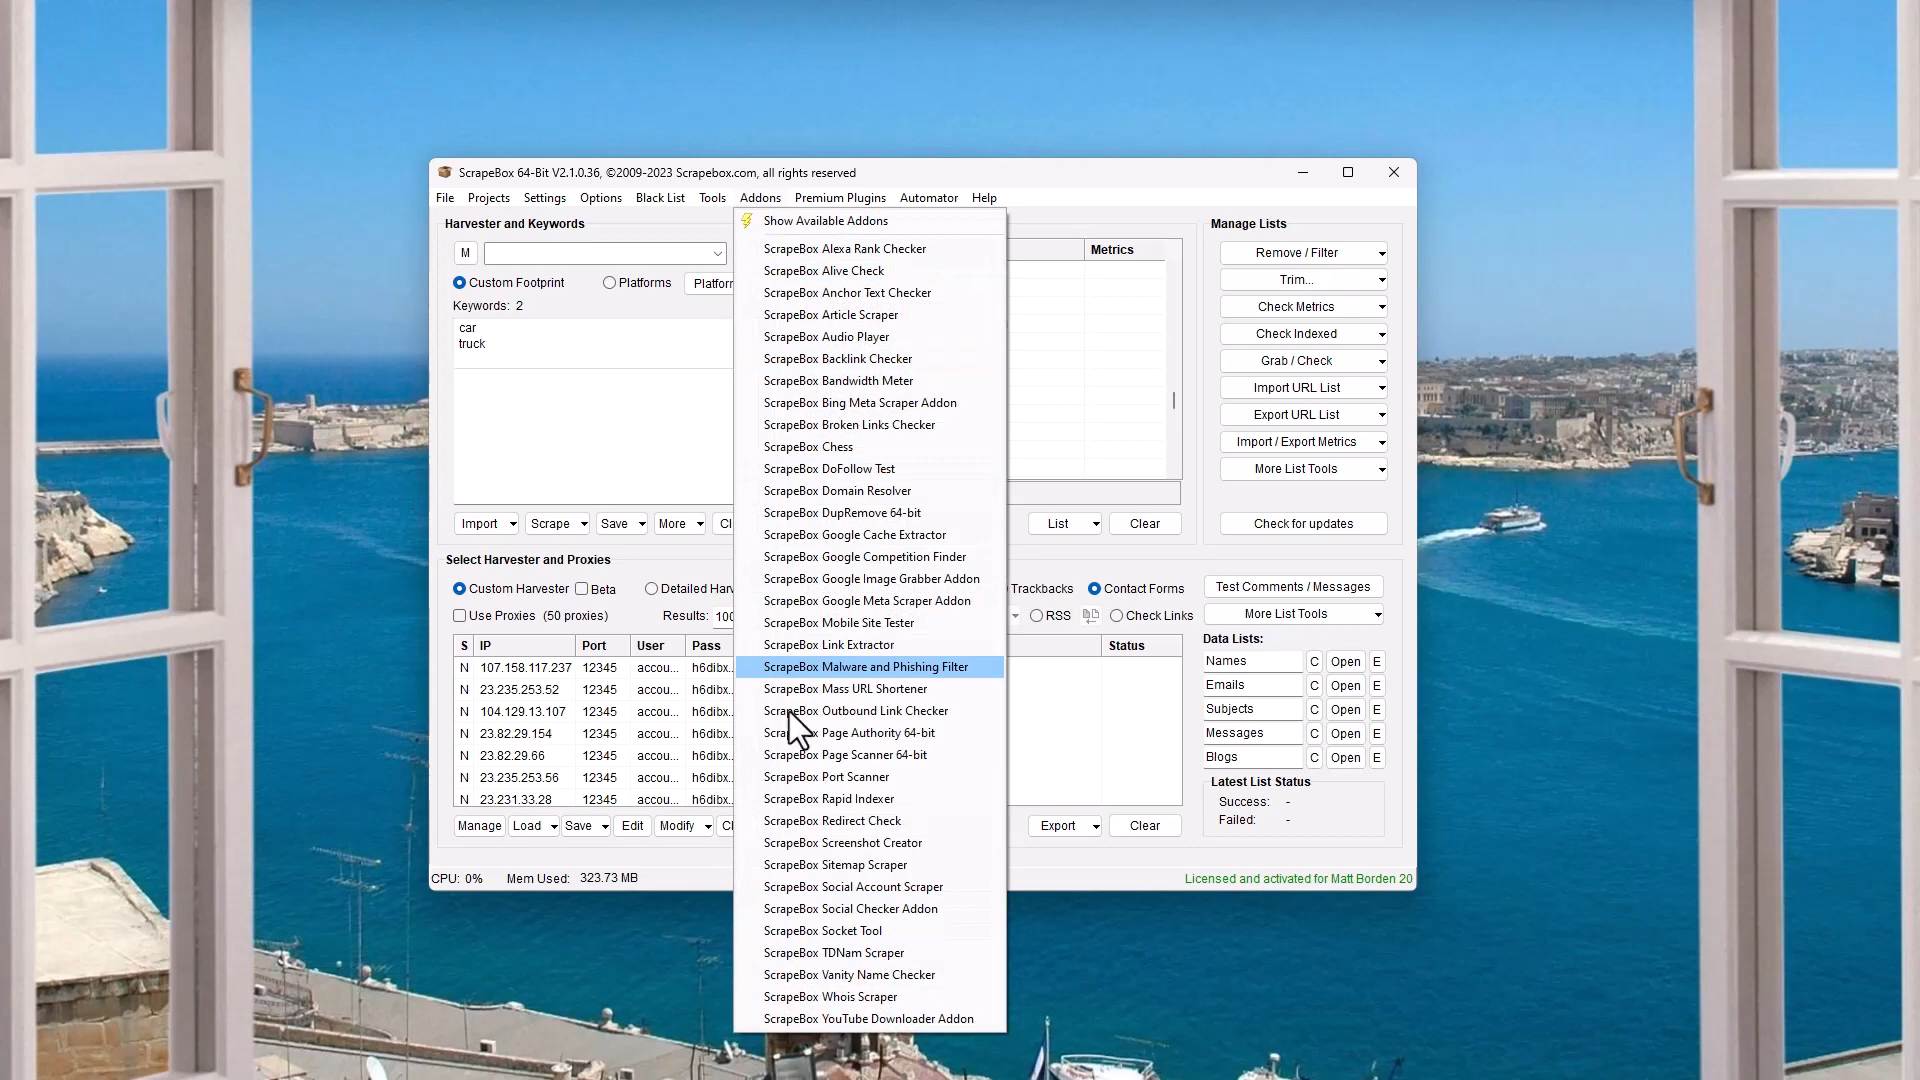 ScrapeBox 64-Bit V2.1.0.36, ©2009-2023 Scrapebox.com, all rights reserved
File Projects Settings Options Black List Tools Addons Premium Plugins Automator Help
Harvester and Keywords
M
Custom Footprint Platforms
Keywords: 2
car
truck
Import Scrape Save More
Show Available Addons
ScrapeBox Alexa Rank Checker
ScrapeBox Alive Check
ScrapeBox Anchor Text Checker
ScrapeBox Article Scraper
ScrapeBox Audio Player
ScrapeBox Backlink Checker
ScrapeBox Bandwidth Meter
ScrapeBox Bing Meta Scraper Addon
ScrapeBox Broken Links Checker
ScrapeBox Chess
ScrapeBox DoFollow Test
ScrapeBox Domain Resolver
ScrapeBox DupRemove 64-bit
ScrapeBox Google Cache Extractor
ScrapeBox Google Competition Finder
ScrapeBox Google Image Grabber Addon
ScrapeBox Google Meta Scraper Addon
ScrapeBox Mobile Site Tester
ScrapeBox Link Extractor
ScrapeBox Malware and Phishing Filter
ScrapeBox Mass URL Shortener
ScrapeBox Outbound Link Checker
Page Authority 64-bit
ScrapeBox Page Scanner 64-bit
ScrapeBox Port Scanner
ScrapeBox Rapid Indexer
ScrapeBox Redirect Check
ScrapeBox Screenshot Creator
ScrapeBox Sitemap Scraper
ScrapeBox Social Account Scraper
ScrapeBox Social Checker Addon
ScrapeBox Socket Tool
ScrapeBox TDNam Scraper
ScrapeBox Vanity Name Checker
ScrapeBox Whois Scraper
ScrapeBox YouTube Downloader Addon
Metrics
List Clear
Manage Lists
Remove / Filter
Trim...
Check Metrics
Check Indexed
Grab / Check
Import URL List
Export URL List
Import / Export Metrics
More List Tools
Check for updates
Select Harvester and Proxies
Custom Harvester Beta Detailed
Use Proxies (50 proxies) Results:
S IP Port User Pass
N 107.158.117.237 12345 accou... h6dibx..
N 23.235.253.52 12345 accou... h6dibx..
N 104.129.13.107 12345 accou... h6dibx..
N 23.82.29.154 12345 accou... h6dibx..
N 23.82.29.66 12345 accou... h6dibx..
N 23.235.253.56 12345 accou... h6dibx..
N 23.231.33.28 12345 accou... h6dibx..
Manage Load Save Edit Modify
Trackbacks Contact Forms
RSS Check Links
Status
Export Clear
Test Comments / Messages
More List Tools
Data Lists:
Names C Open E
Emails C Open E
Subjects C Open E
Messages C Open E
Blogs C Open E
Latest List Status
Success: -
Failed: -
CPU: 0% Mem Used: 323.73 MB
Licensed and activated for Matt Borden 20